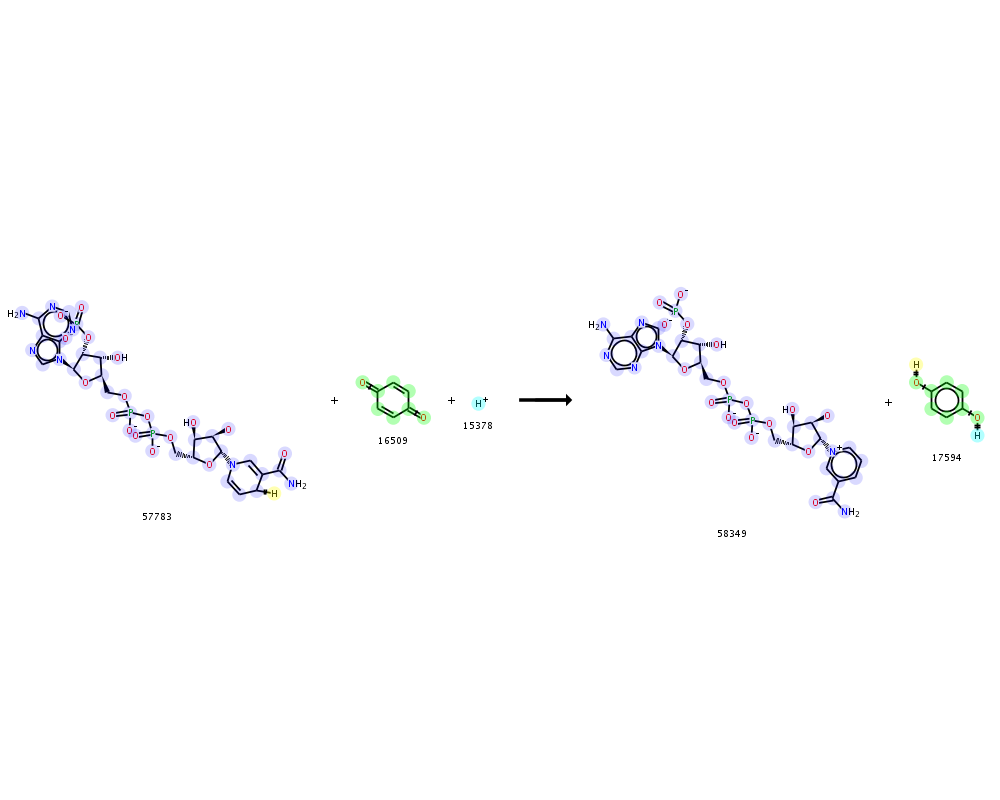 + + → +
57783
16509
15378
58349
17594
H⁺
H₂N N N N N O P O O O OH O O P O O⁻ O O P O O⁻ HO O O N O NH₂ H
O O
H₂N N N N N O⁻ O P O⁻ O OH O O P O O⁻ O O P O O⁻ HO O O N⁺ O NH₂
H O O H